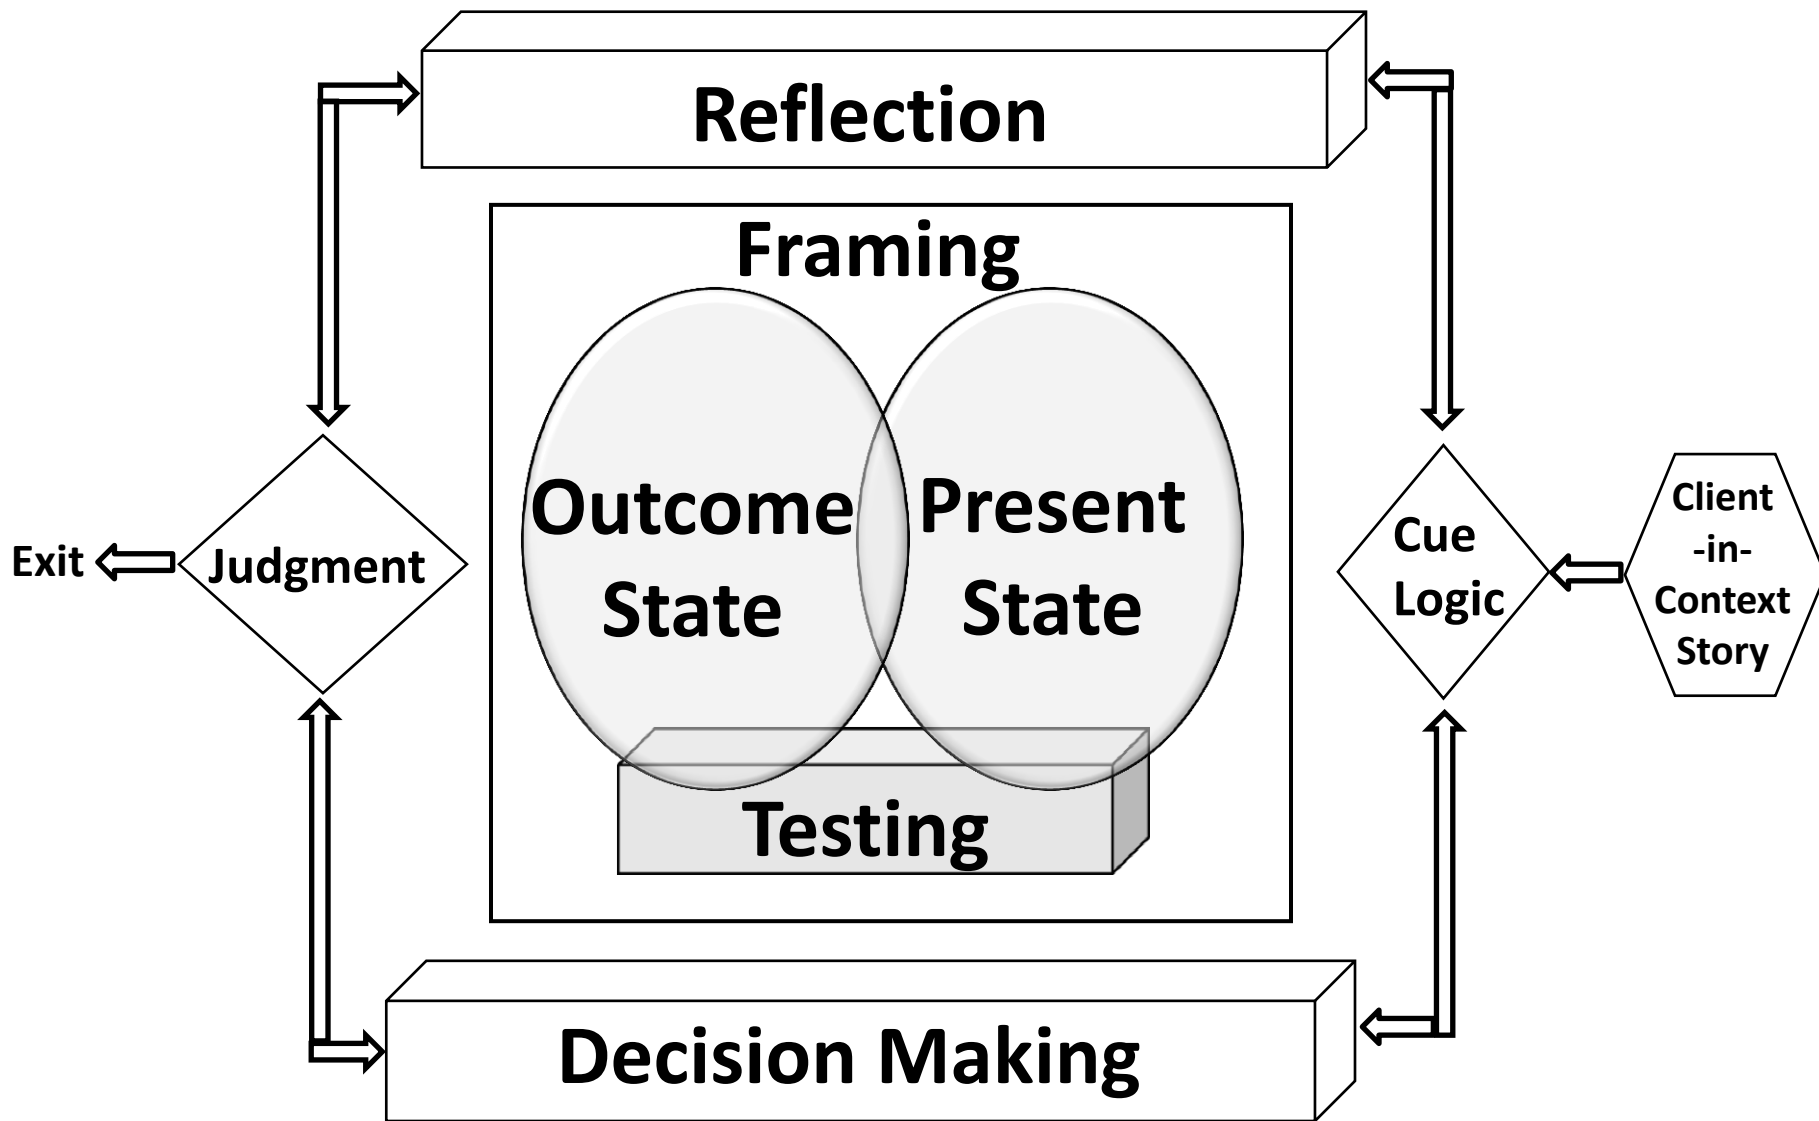 Reflection
Framing
Outcome
State
Present
State
Testing
Exit
Judgment
Cue
Logic
Client
-in-
Context
Story
Decision Making